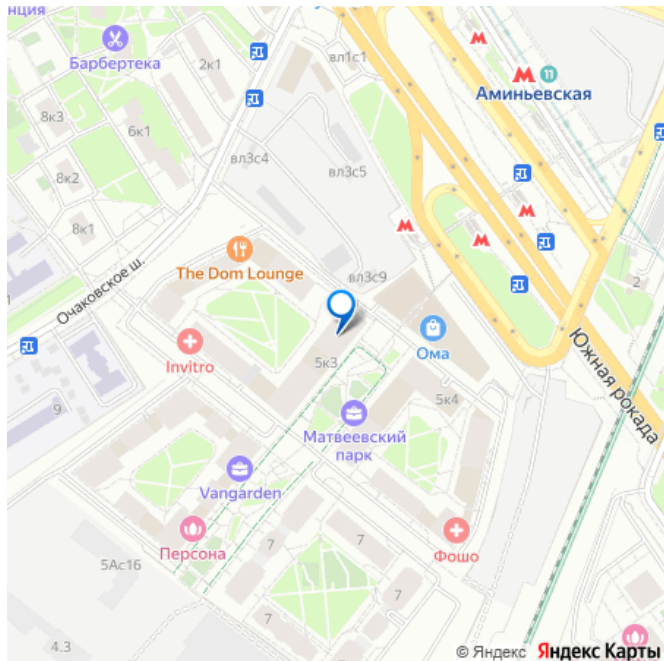 нция
Барбертека
2к1
вл1с1
11
Аминьевская
8к3
6к1
вл3с4
вл3с5
8к2
8к1
Очаковское ш.
The Dom Lounge
вл3с9
2
Invitro
5к3
Ома
Южная рокада
9
5к4
Матвеевский
парк
Vangarden
Персона
7
Фошо
7
5Ас16
7
7
4.3
© Яндекс Яндекс Карты